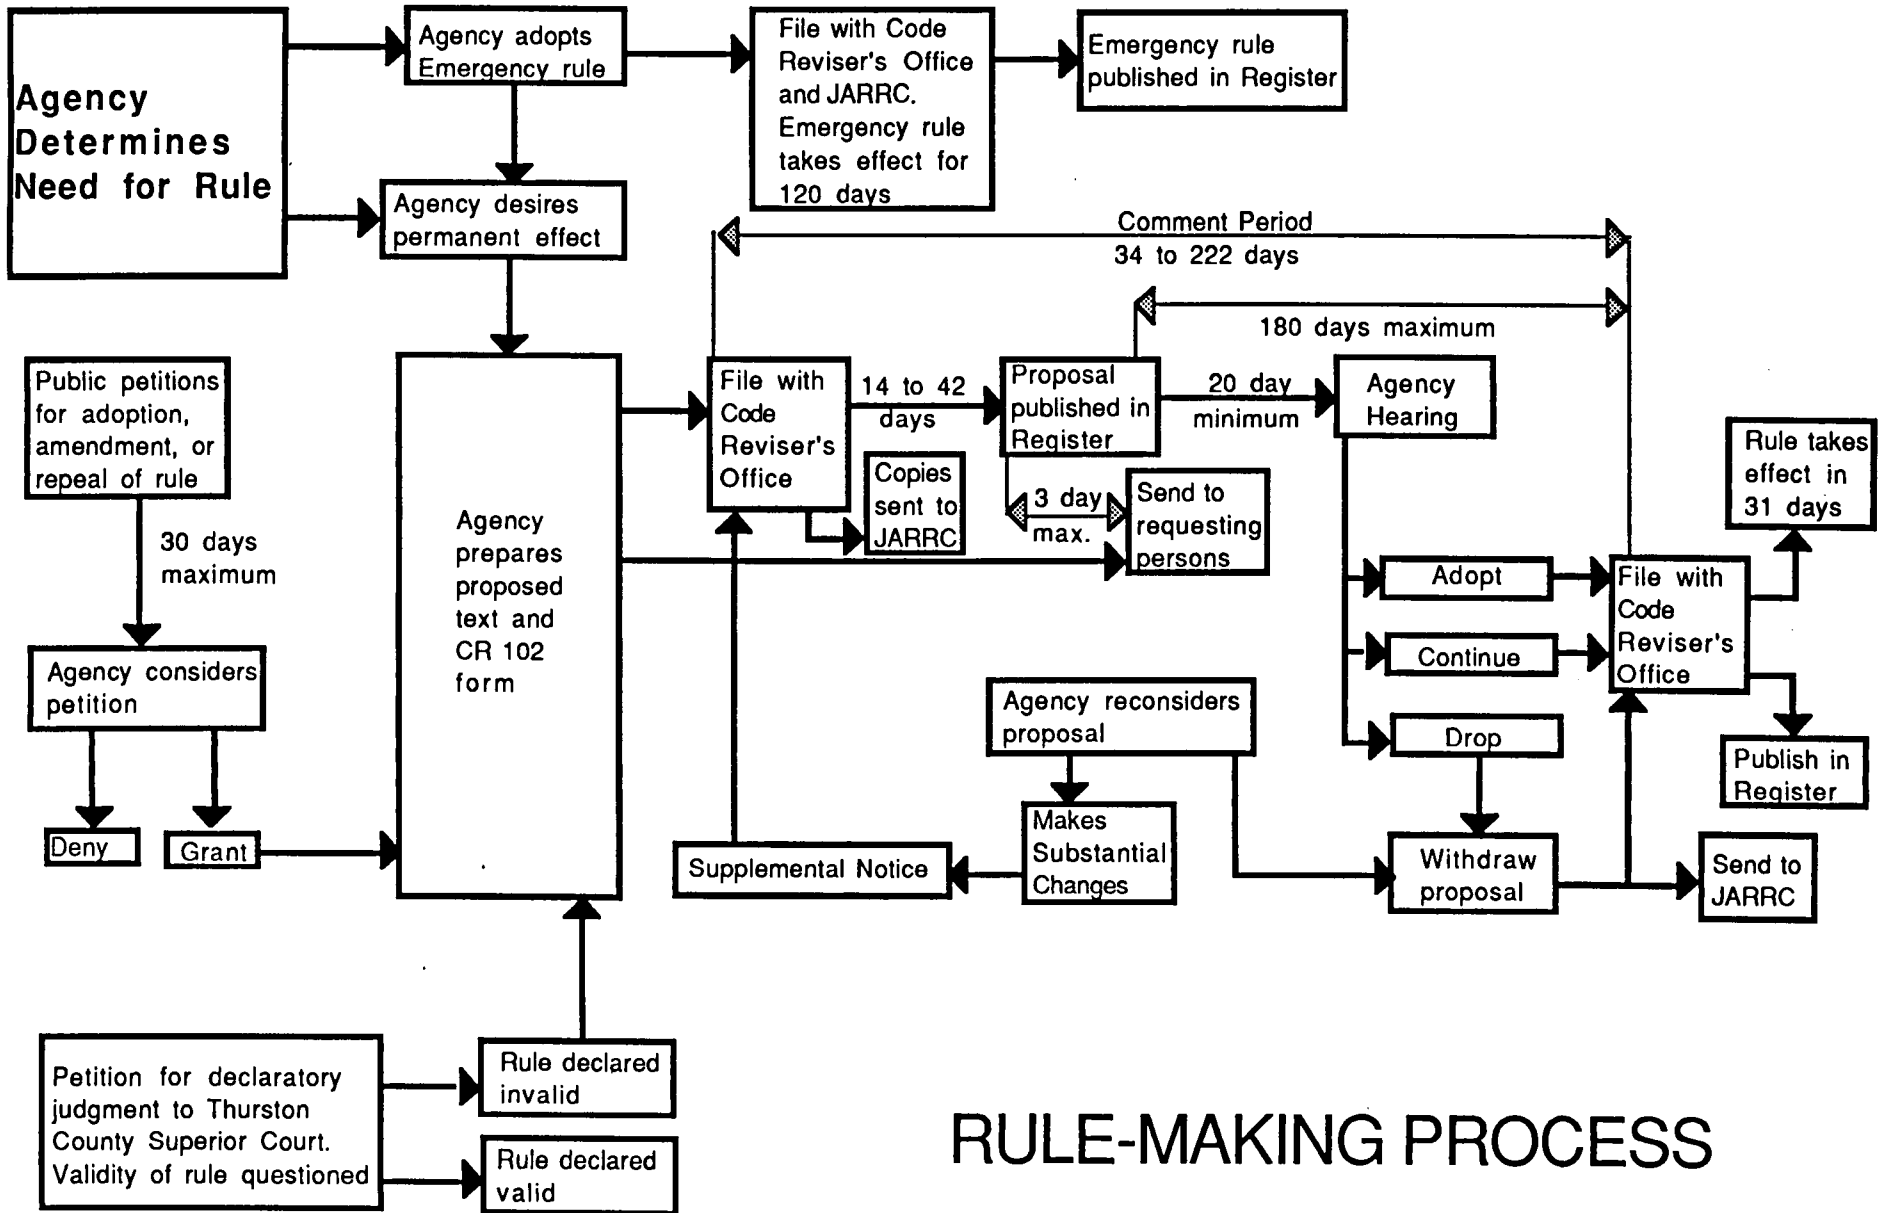 Agency
Determines
Need for Rule
Agency adopts
Emergency rule
File with Code
Reviser's Office
and JARRC.
Emergency rule
takes effect for
120 days
Emergency rule
published in Register
Agency desires
permanent effect
Comment Period
34 to 222 days
180 days maximum
Public petitions
for adoption,
amendment, or
repeal of rule
30 days
maximum
Agency considers
petition
Deny
Grant
Agency
prepares
proposed
text and
CR 102
form
File with
Code
Reviser's
Office
14 to 42
days
Copies
sent to
JARRC
Proposal
published in
Register
3 day
max.
Send to
requesting
persons
20 day
minimum
Agency
Hearing
Adopt
Continue
Drop
File with
Code
Reviser's
Office
Rule takes
effect in
31 days
Publish in
Register
Agency reconsiders
proposal
Makes
Substantial
Changes
Supplemental Notice
Withdraw
proposal
Send to
JARRC
Petition for declaratory
judgment to Thurston
County Superior Court.
Validity of rule questioned
Rule declared
invalid
Rule declared
valid
RULE-MAKING PROCESS